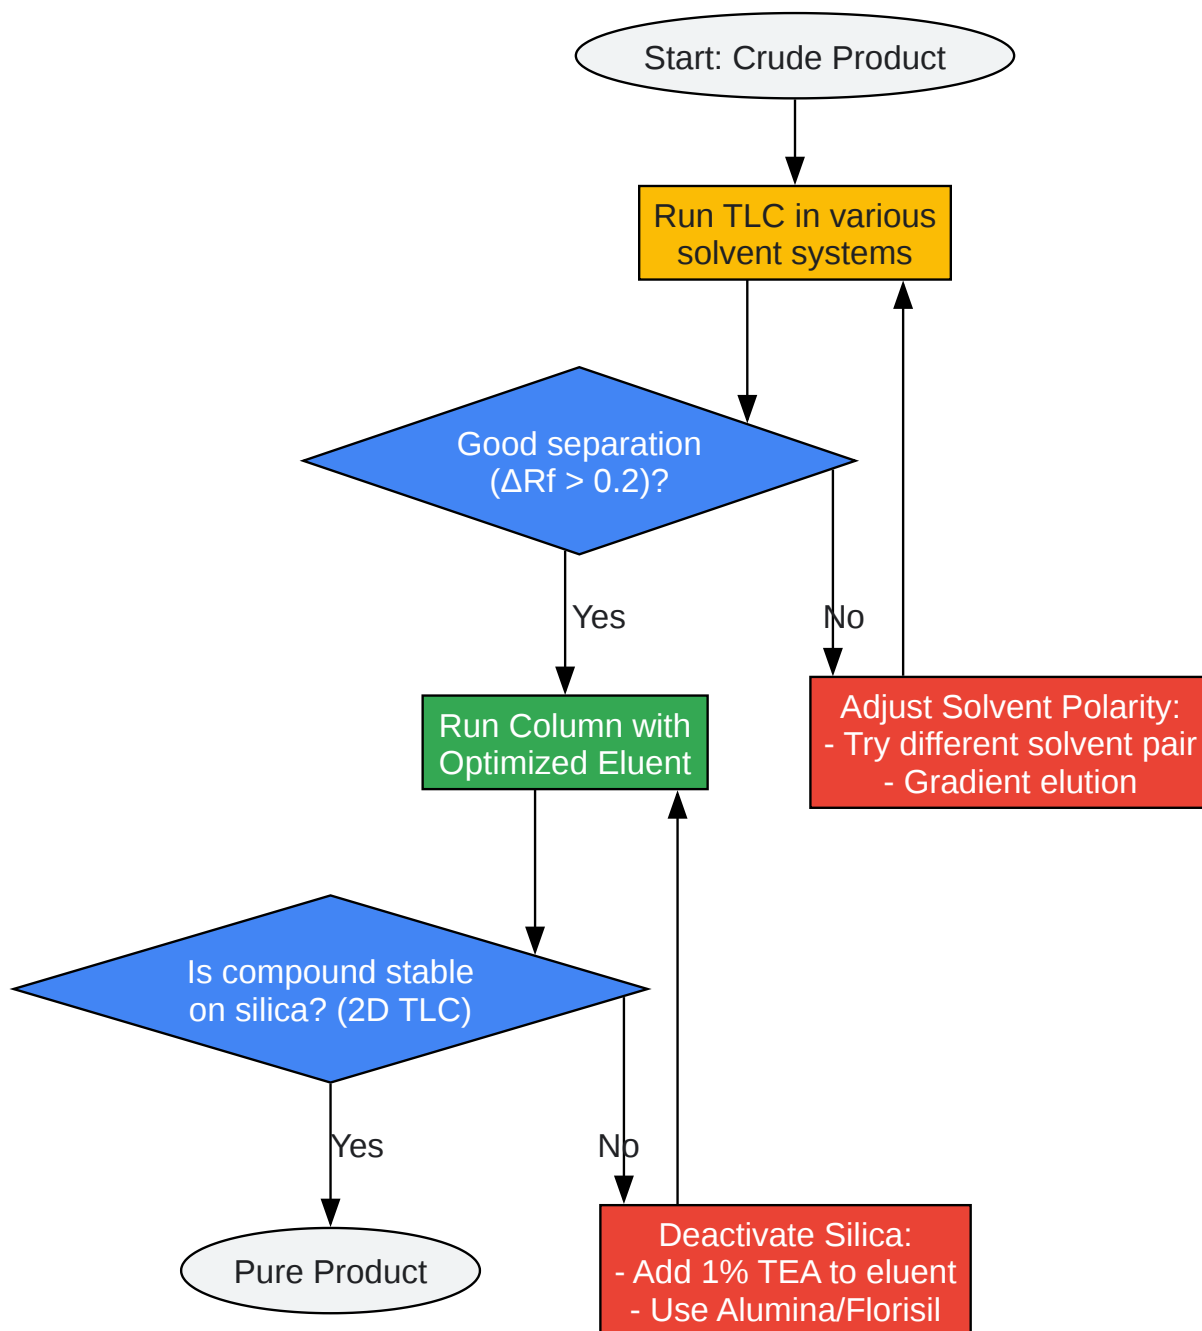 Start: Crude Product
Run TLC in various
solvent systems
Good separation
(ΔRf > 0.2)?
Yes
No
Run Column with
Optimized Eluent
Adjust Solvent Polarity:
- Try different solvent pair
- Gradient elution
Is compound stable
on silica? (2D TLC)
Yes
No
Pure Product
Deactivate Silica:
- Add 1% TEA to eluent
- Use Alumina/Florisil